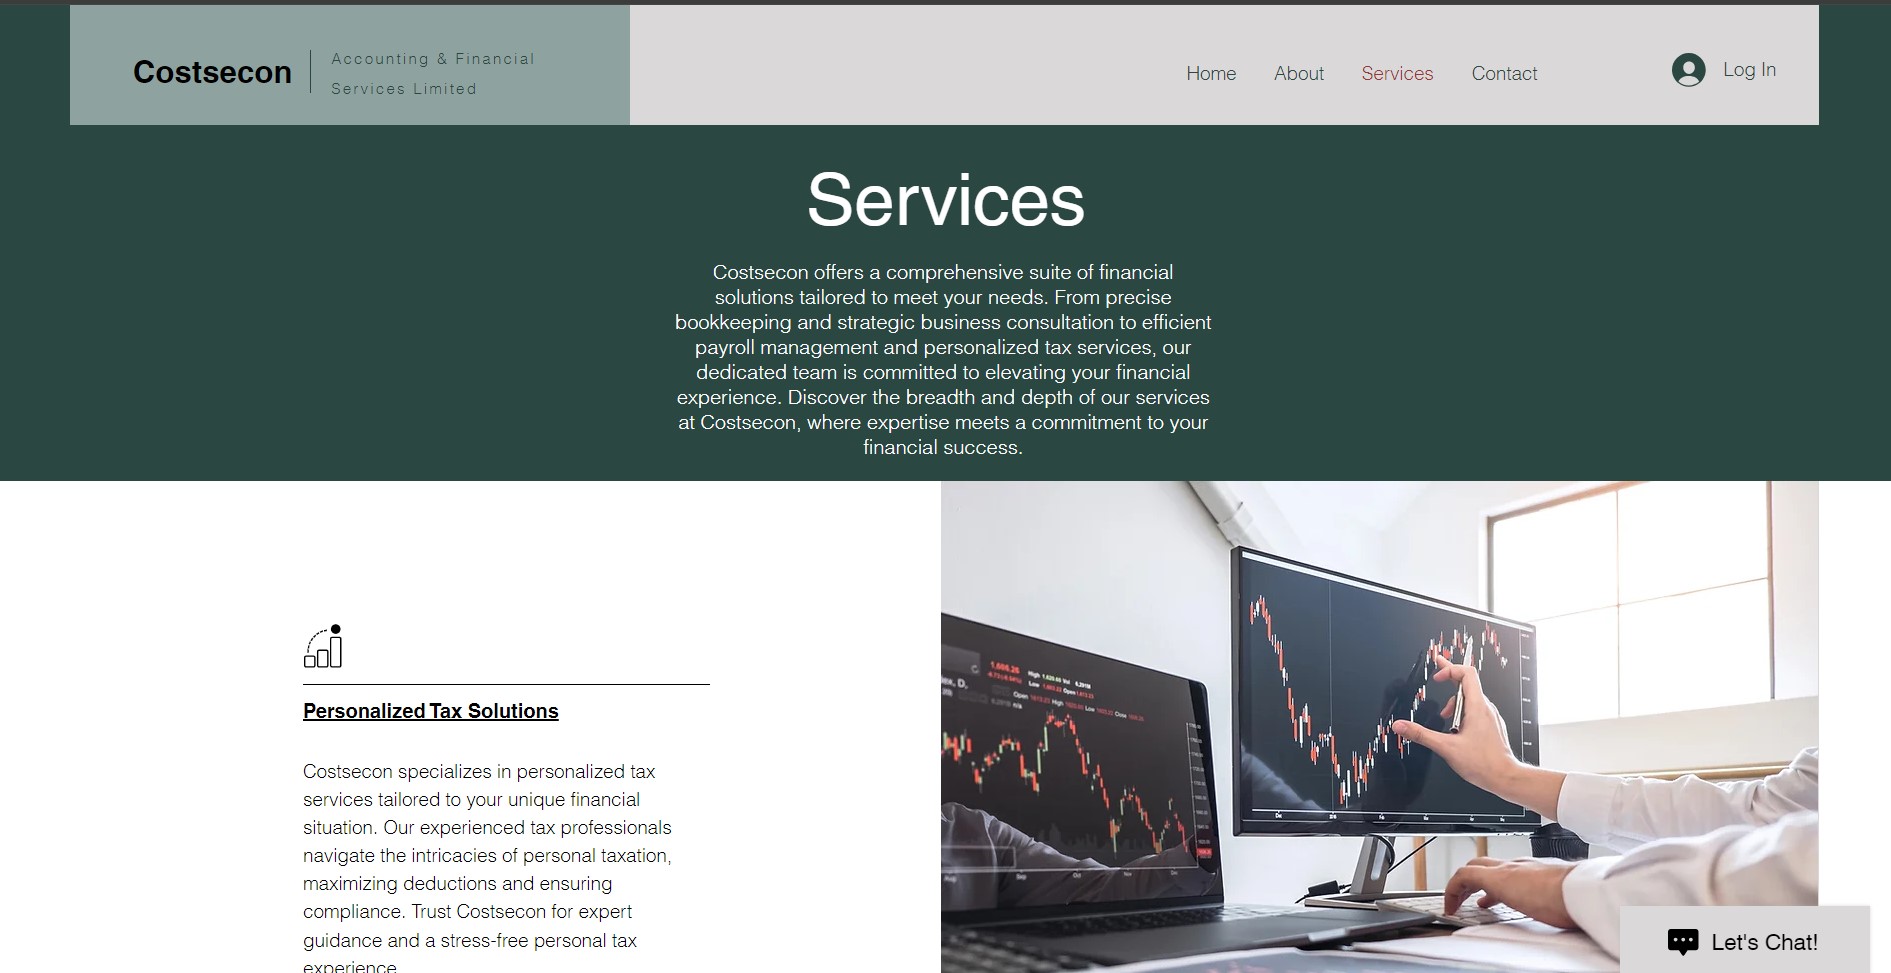 Costsecon
Accounting & Financial
Services Limited
Home About Services Contact
Log In
Services
Costsecon offers a comprehensive suite of financial
solutions tailored to meet your needs. From precise
bookkeeping and strategic business consultation to efficient
payroll management and personalized tax services, our
dedicated team is committed to elevating your financial
experience. Discover the breadth and depth of our services
at Costsecon, where expertise meets a commitment to your
financial success.
Personalized Tax Solutions
Costsecon specializes in personalized tax
services tailored to your unique financial
situation. Our experienced tax professionals
navigate the intricacies of personal taxation,
maximizing deductions and ensuring
compliance. Trust Costsecon for expert
guidance and a stress-free personal tax
experience.
Let's Chat!